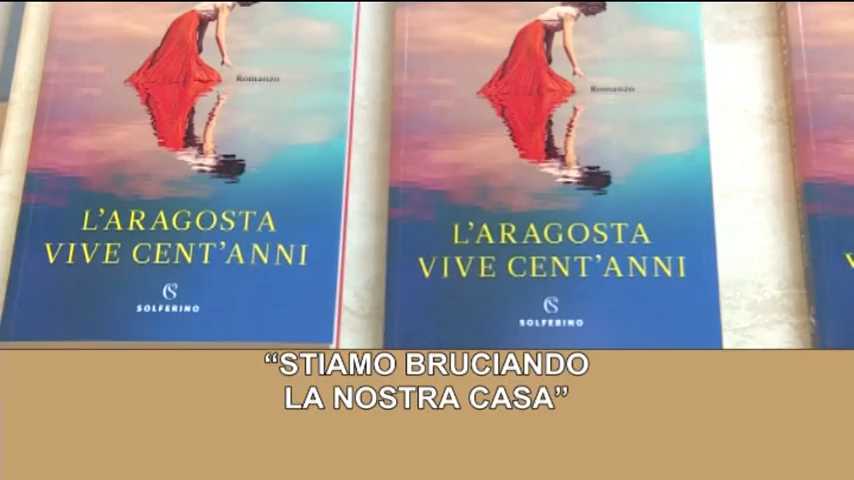 Romanzo
L'ARAGOSTA
VIVE CENT'ANNI
SOLFERINO
Romanzo
L'ARAGOSTA
VIVE CENT'ANNI
SOLFERINO
“STIAMO BRUCIANDO
LA NOSTRA CASA”